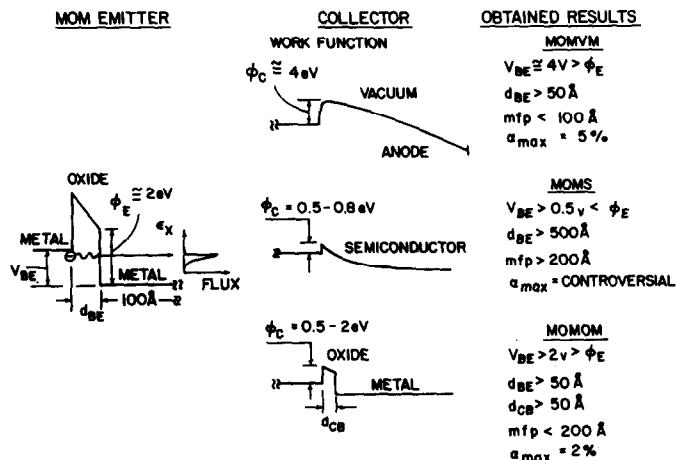 MOM EMITTER
COLLECTOR
OBTAINED RESULTS
WORK FUNCTION
ϕC ≅ 4eV
VACUUM
ANODE
MOMVM
VBE ≅ 4V > ϕE
dBE > 50 Å
mfp < 100 Å
αmax = 5%
OXIDE
ϕE ≅ 2eV
ϵX
METAL
VBE
METAL
FLUX
dBE
100Å
ϕC = 0.5-0.8eV
SEMICONDUCTOR
MOMS
VBE > 0.5v < ϕE
dBE > 500Å
mfp > 200Å
αmax = CONTROVERSIAL
ϕC = 0.5-2eV
OXIDE
METAL
dCB
MOMOM
VBE > 2v > ϕE
dBE > 50 Å
dCB > 50 Å
mfp < 200 Å
αmax = 2%